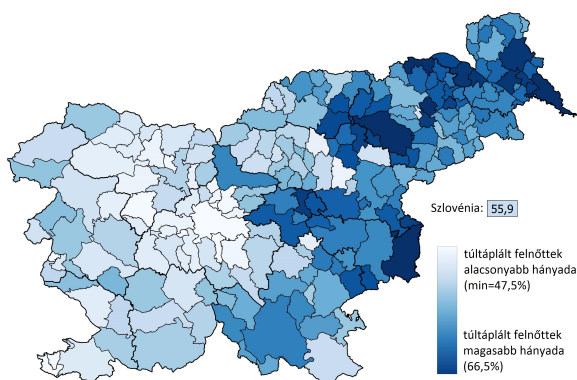 Szlovénia: 55,9
túltáplált felnőttek
alacsonyabb hányada
(min=47,5%)
túltáplált felnőttek
magasabb hányada
(66,5%)